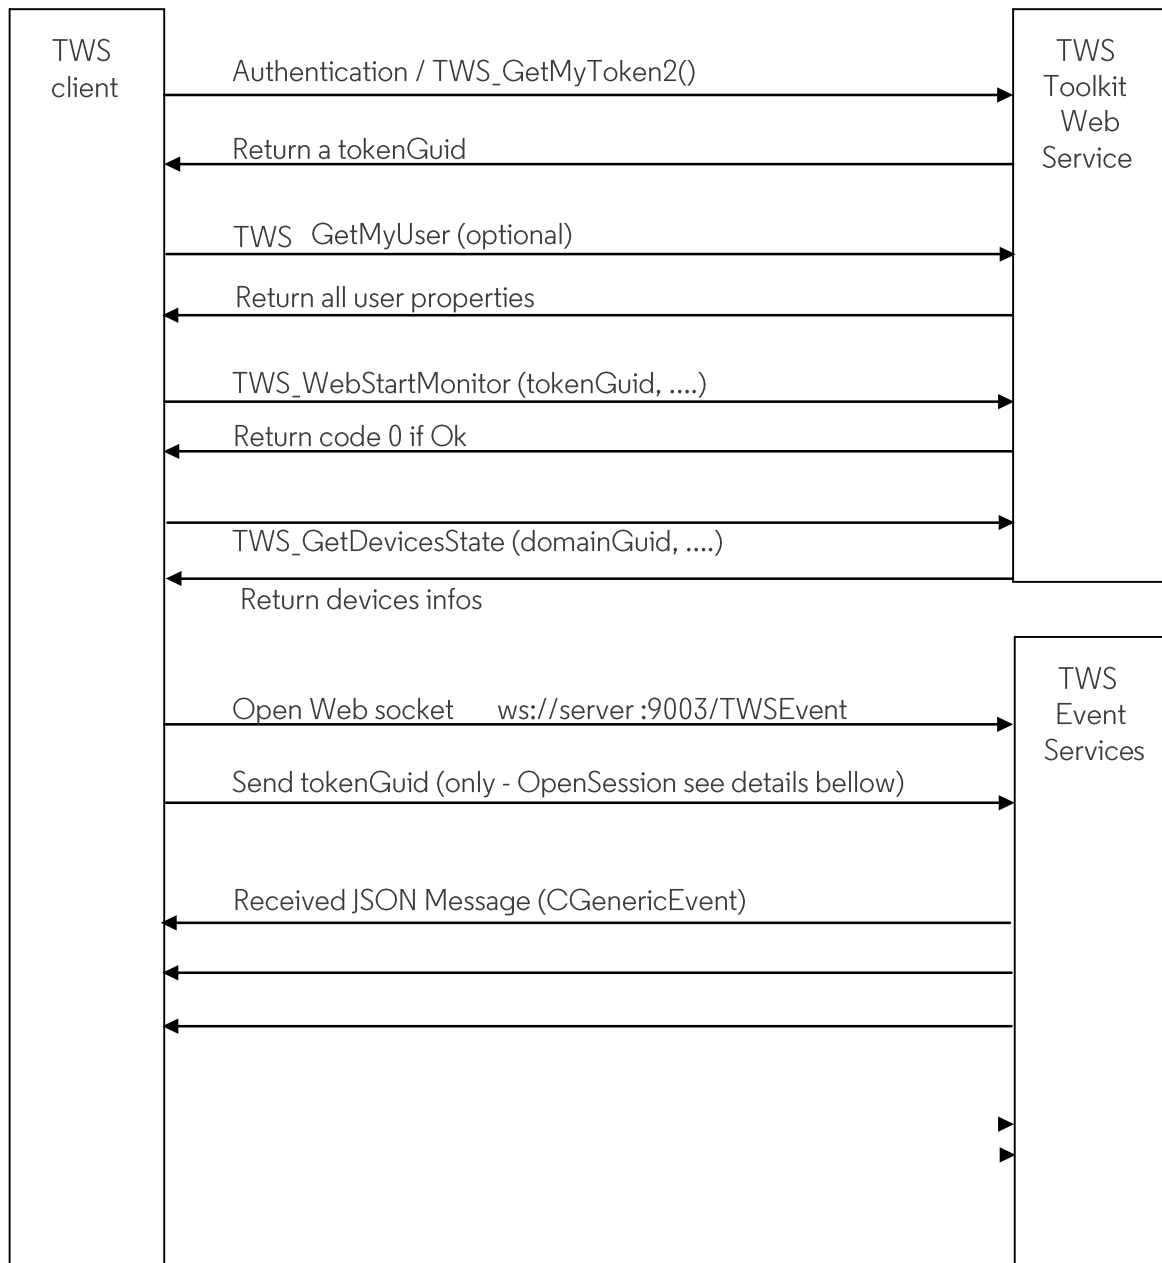 TWS
client
TWS
Toolkit
Web
Service
Authentication / TWS_GetMyToken2()
Return a tokenGuid
TWS GetMyUser (optional)
Return all user properties
TWS_WebStartMonitor (tokenGuid, ....)
Return code 0 if Ok
TWS_GetDevicesState (domainGuid, ....)
Return devices infos
TWS
Event
Services
Open Web socket ws://server :9003/TWSEvent
Send tokenGuid (only - OpenSession see details bellow)
Received JSON Message (CGenericEvent)